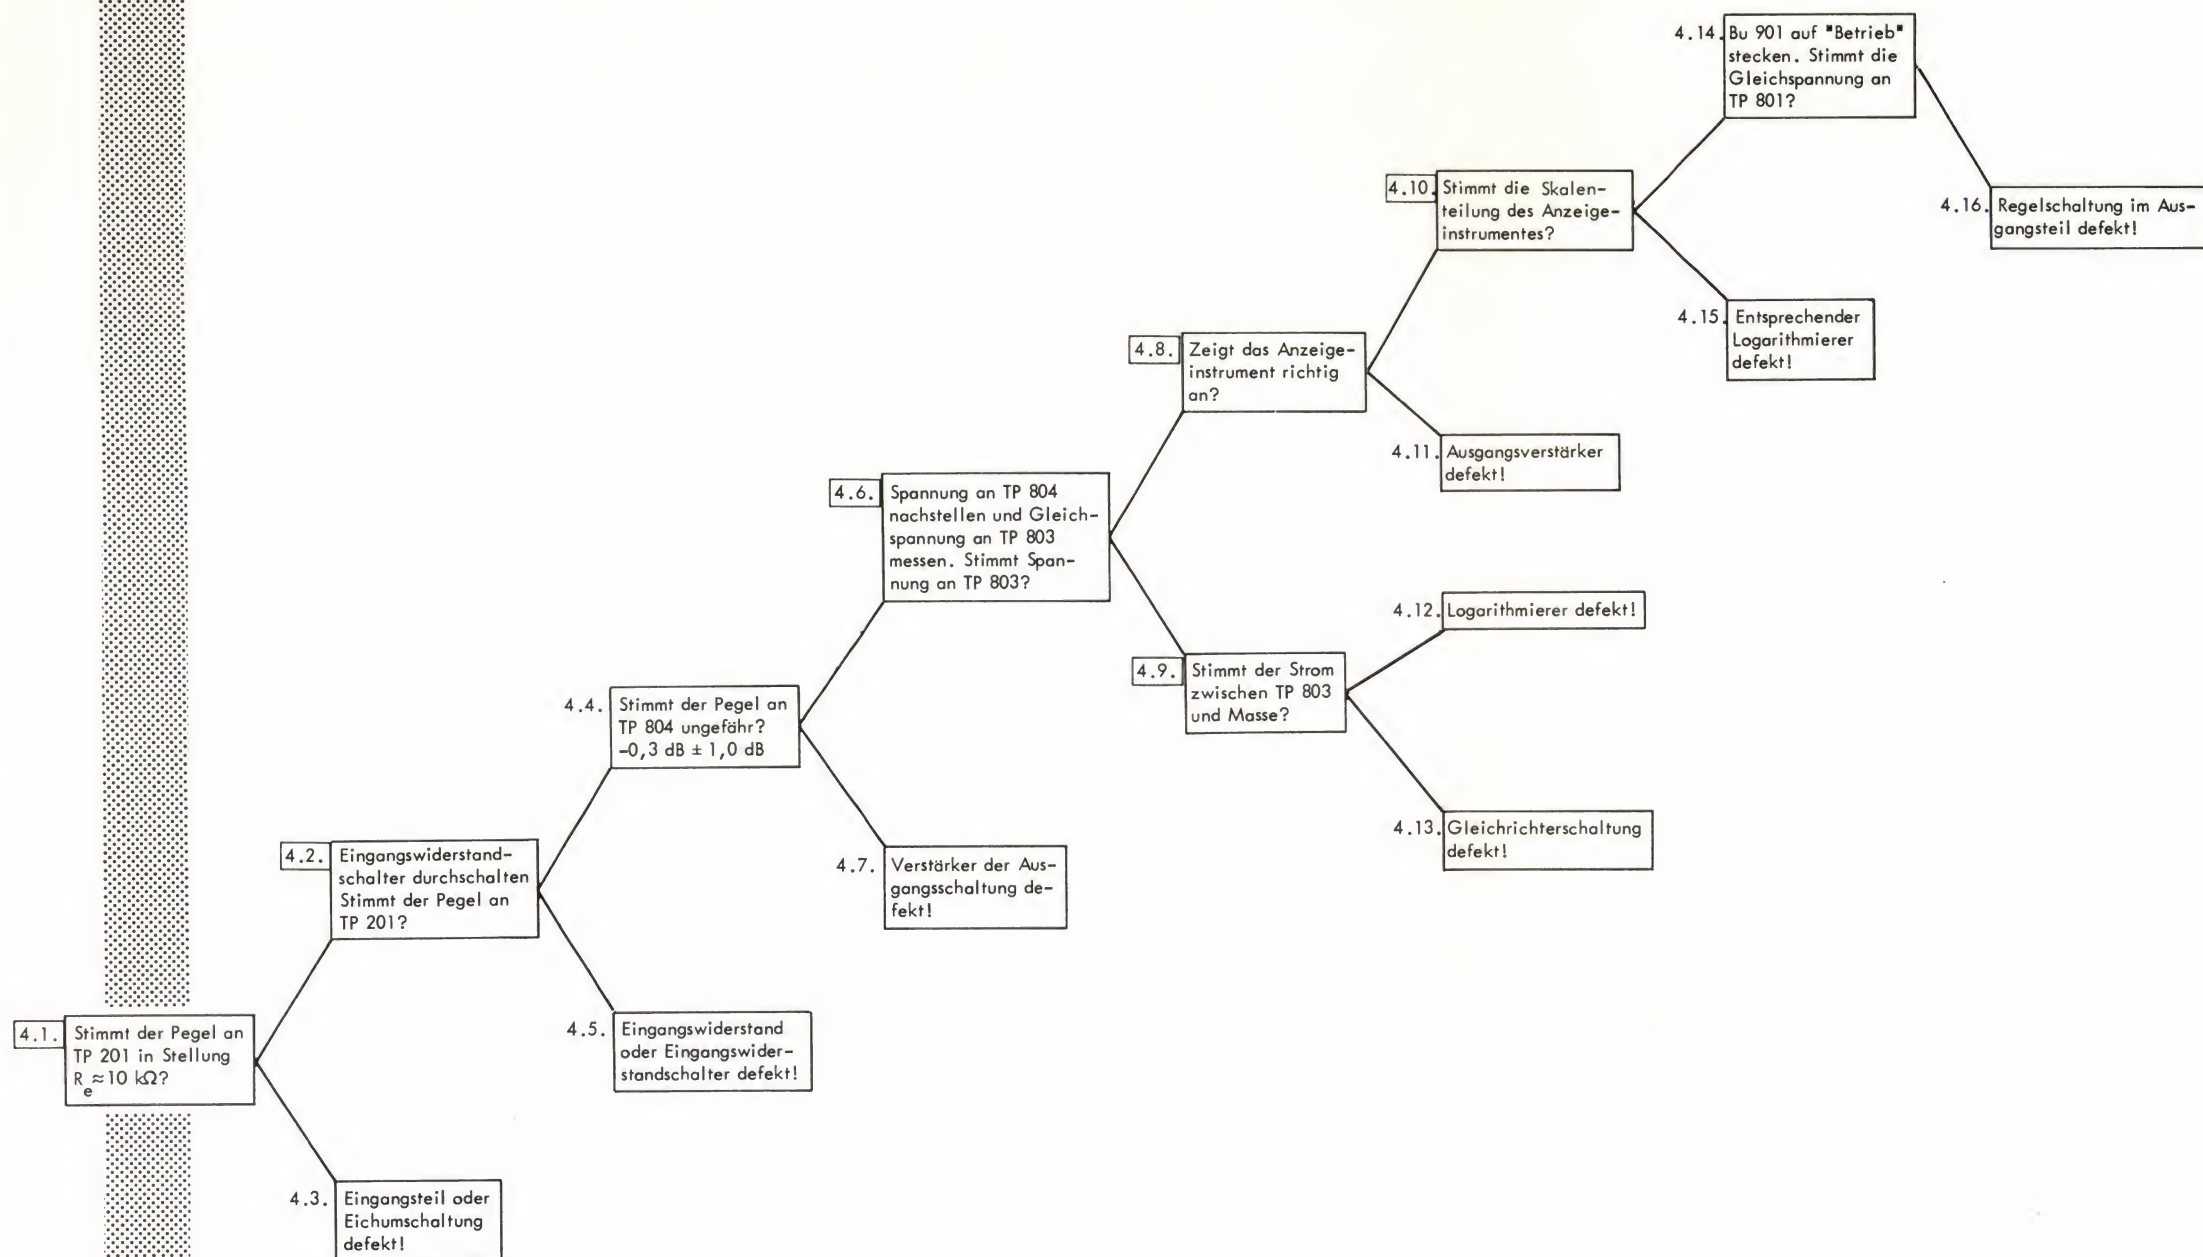 4.14. Bu 901 auf "Betrieb"
stecken. Stimmt die
Gleichspannung an
TP 801?
4.10. Stimmt die Skalen-
teilung des Anzeige-
instrumentes?
4.16. Regelschaltung im Aus-
gangsteil defekt!
4.15. Entsprechender
Logarithmierer
defekt!
4.8. Zeigt das Anzeige-
instrument richtig
an?
4.11. Ausgangsverstärker
defekt!
4.6. Spannung an TP 804
nachstellen und Gleich-
spannung an TP 803
messen. Stimmt Span-
nung an TP 803?
4.12. Logarithmierer defekt!
4.9. Stimmt der Strom
zwischen TP 803
und Masse?
4.4. Stimmt der Pegel an
TP 804 ungefähr?
-0,3 dB ± 1,0 dB
4.13. Gleichrichterschaltung
defekt!
4.2. Eingangswiderstand-
schalter durchschalten
Stimmt der Pegel an
TP 201?
4.7. Verstärker der Aus-
gangsschaltung de-
fekt!
4.1. Stimmt der Pegel an
TP 201 in Stellung
Re≈10 kΩ?
4.5. Eingangswiderstand
oder Eingangswider-
standschalter defekt!
4.3. Eingangsteil oder
Eichumschaltung
defekt!